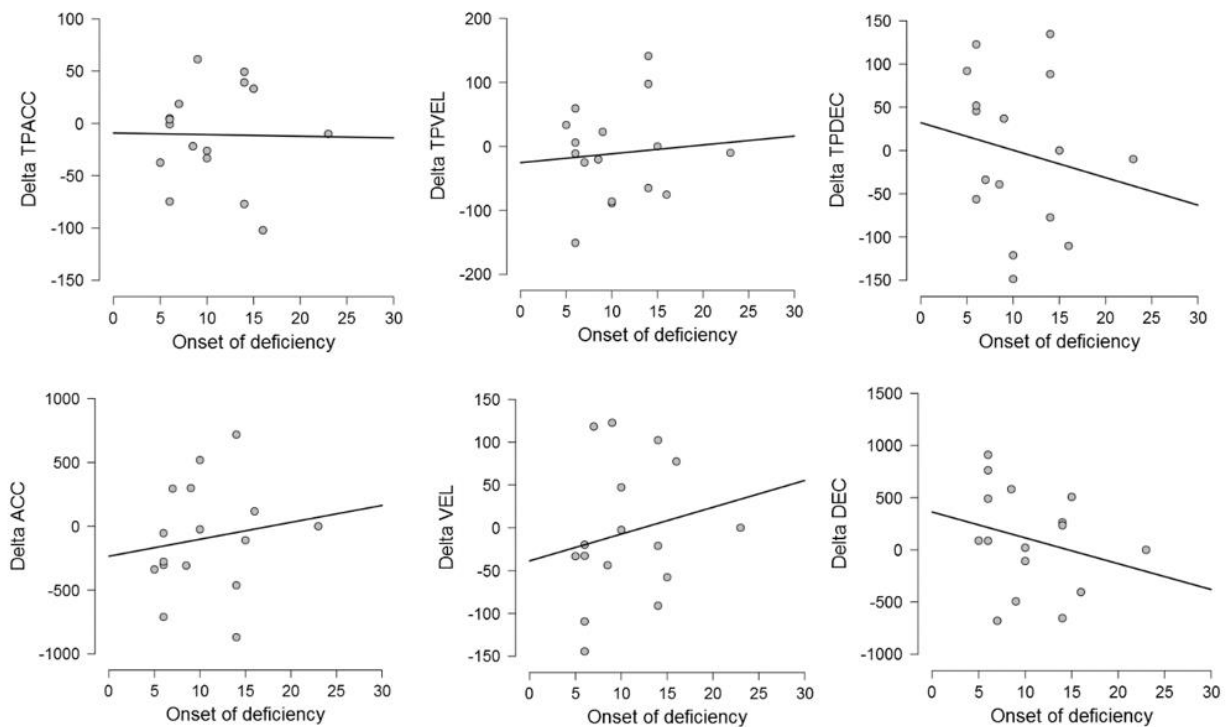 Delta TPACC
100
50
0
-50
-100
-150
0 5 10 15 20 25 30
Onset of deficiency
Delta TPVEL
200
100
0
-100
-200
0 5 10 15 20 25 30
Onset of deficiency
Delta TPDEC
150
100
50
0
-50
-100
-150
0 5 10 15 20 25 30
Onset of deficiency
Delta ACC
1000
500
0
-500
-1000
0 5 10 15 20 25 30
Onset of deficiency
Delta VEL
150
100
50
0
-50
-100
-150
0 5 10 15 20 25 30
Onset of deficiency
Delta DEC
1500
1000
500
0
-500
-1000
0 5 10 15 20 25 30
Onset of deficiency